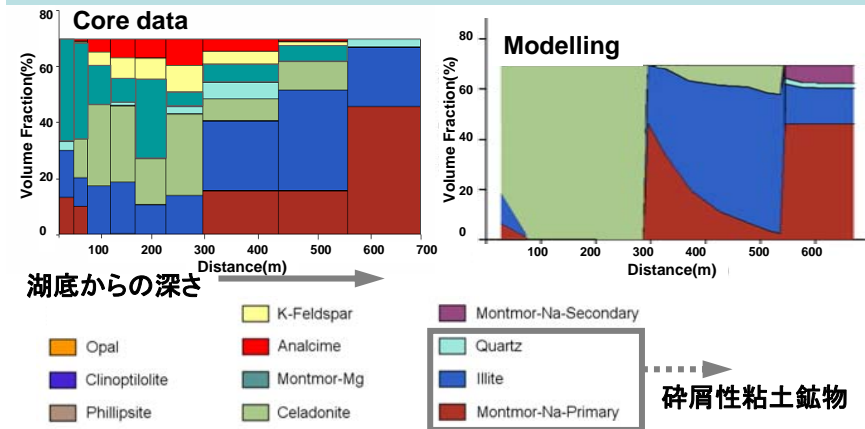 Core data
Volume Fraction(%)
80
60
40
20
0
100 200 300 400 500 600 700
Distance(m)
湖底からの深さ
Modelling
Volume Fraction(%)
80
60
40
20
0
100 200 300 400 500 600
Distance(m)
Opal
Clinoptilolite
Phillipsite
K-Feldspar
Analcime
Montmor-Mg
Celadonite
Montmor-Na-Secondary
Quartz
Illite
Montmor-Na-Primary
砕屑性粘土鉱物